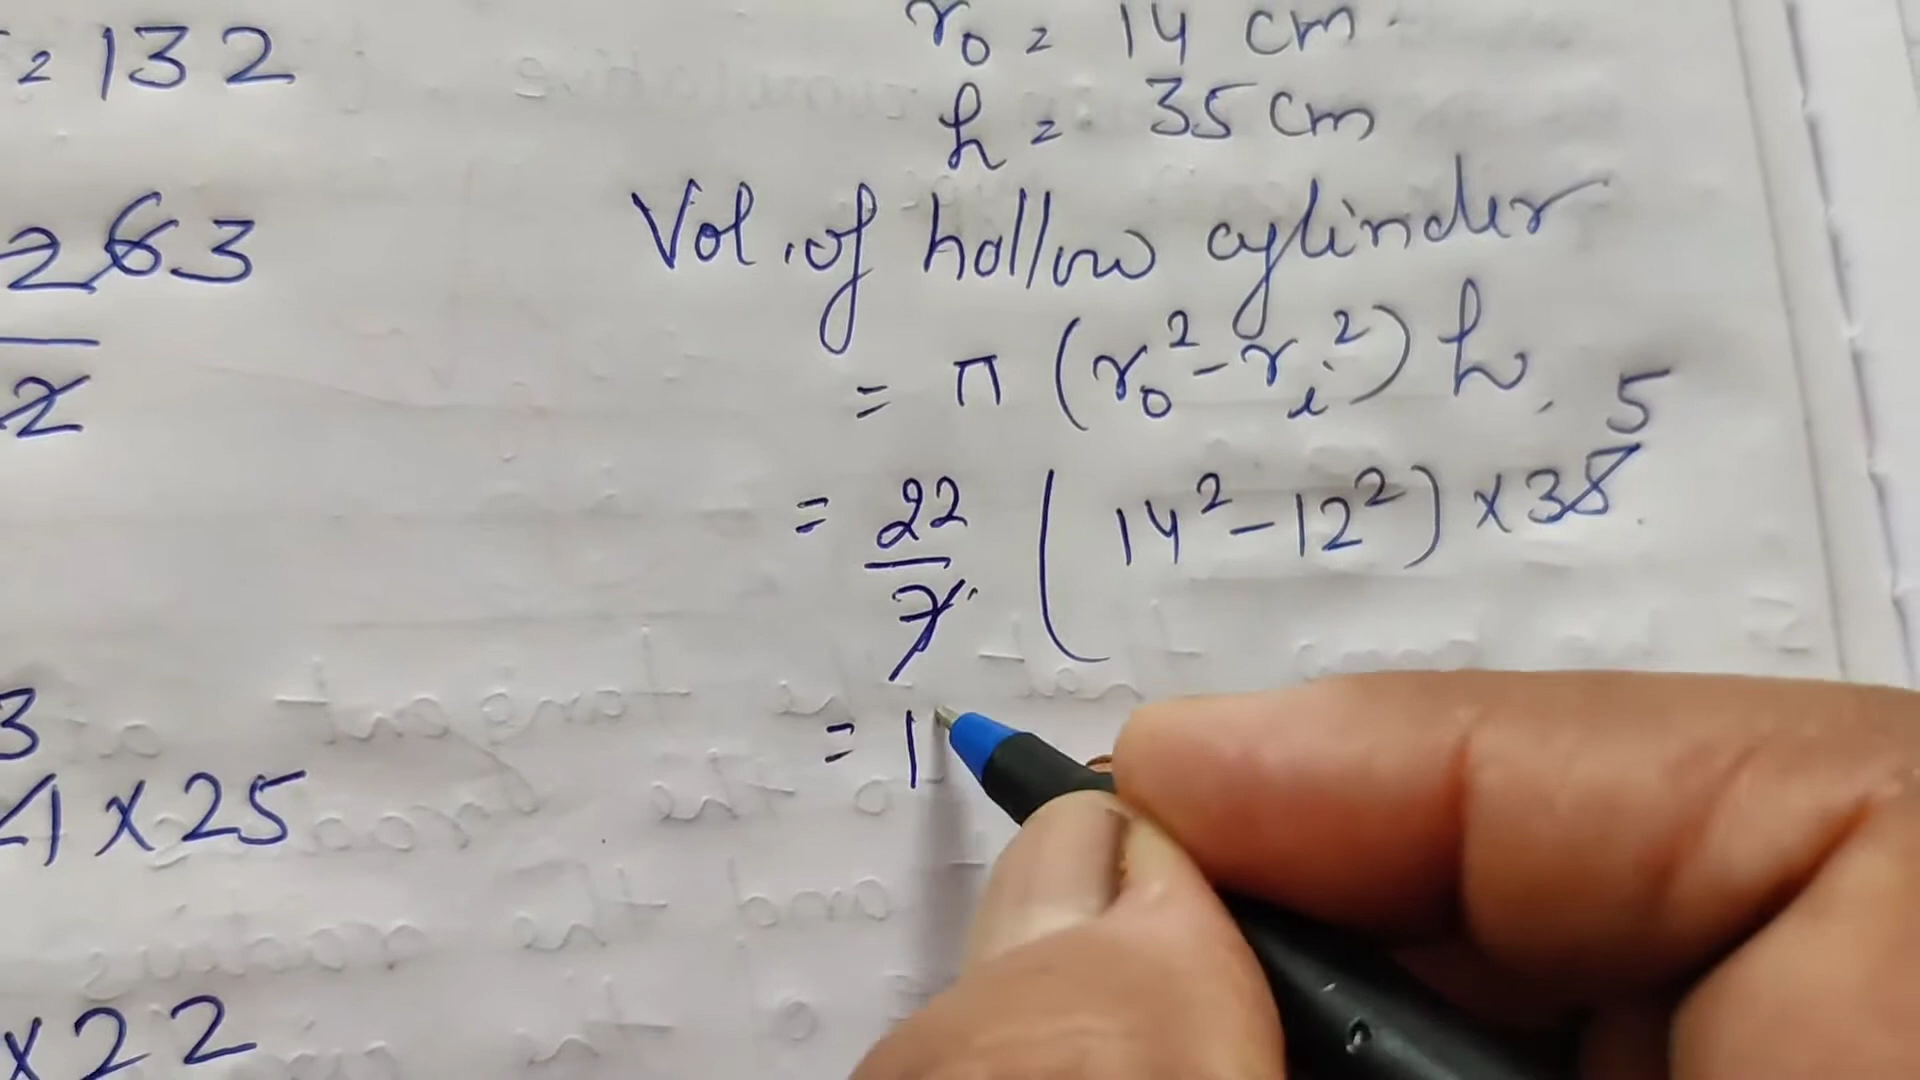 = 132
263
2
3
4 x 25
x 22
r₀ = 14 cm.
h = 35 cm
Vol. of hollow cylinder
= π (r₀² - rᵢ²) h.
5
= 22/7 (14² - 12²) x 35.
= 1